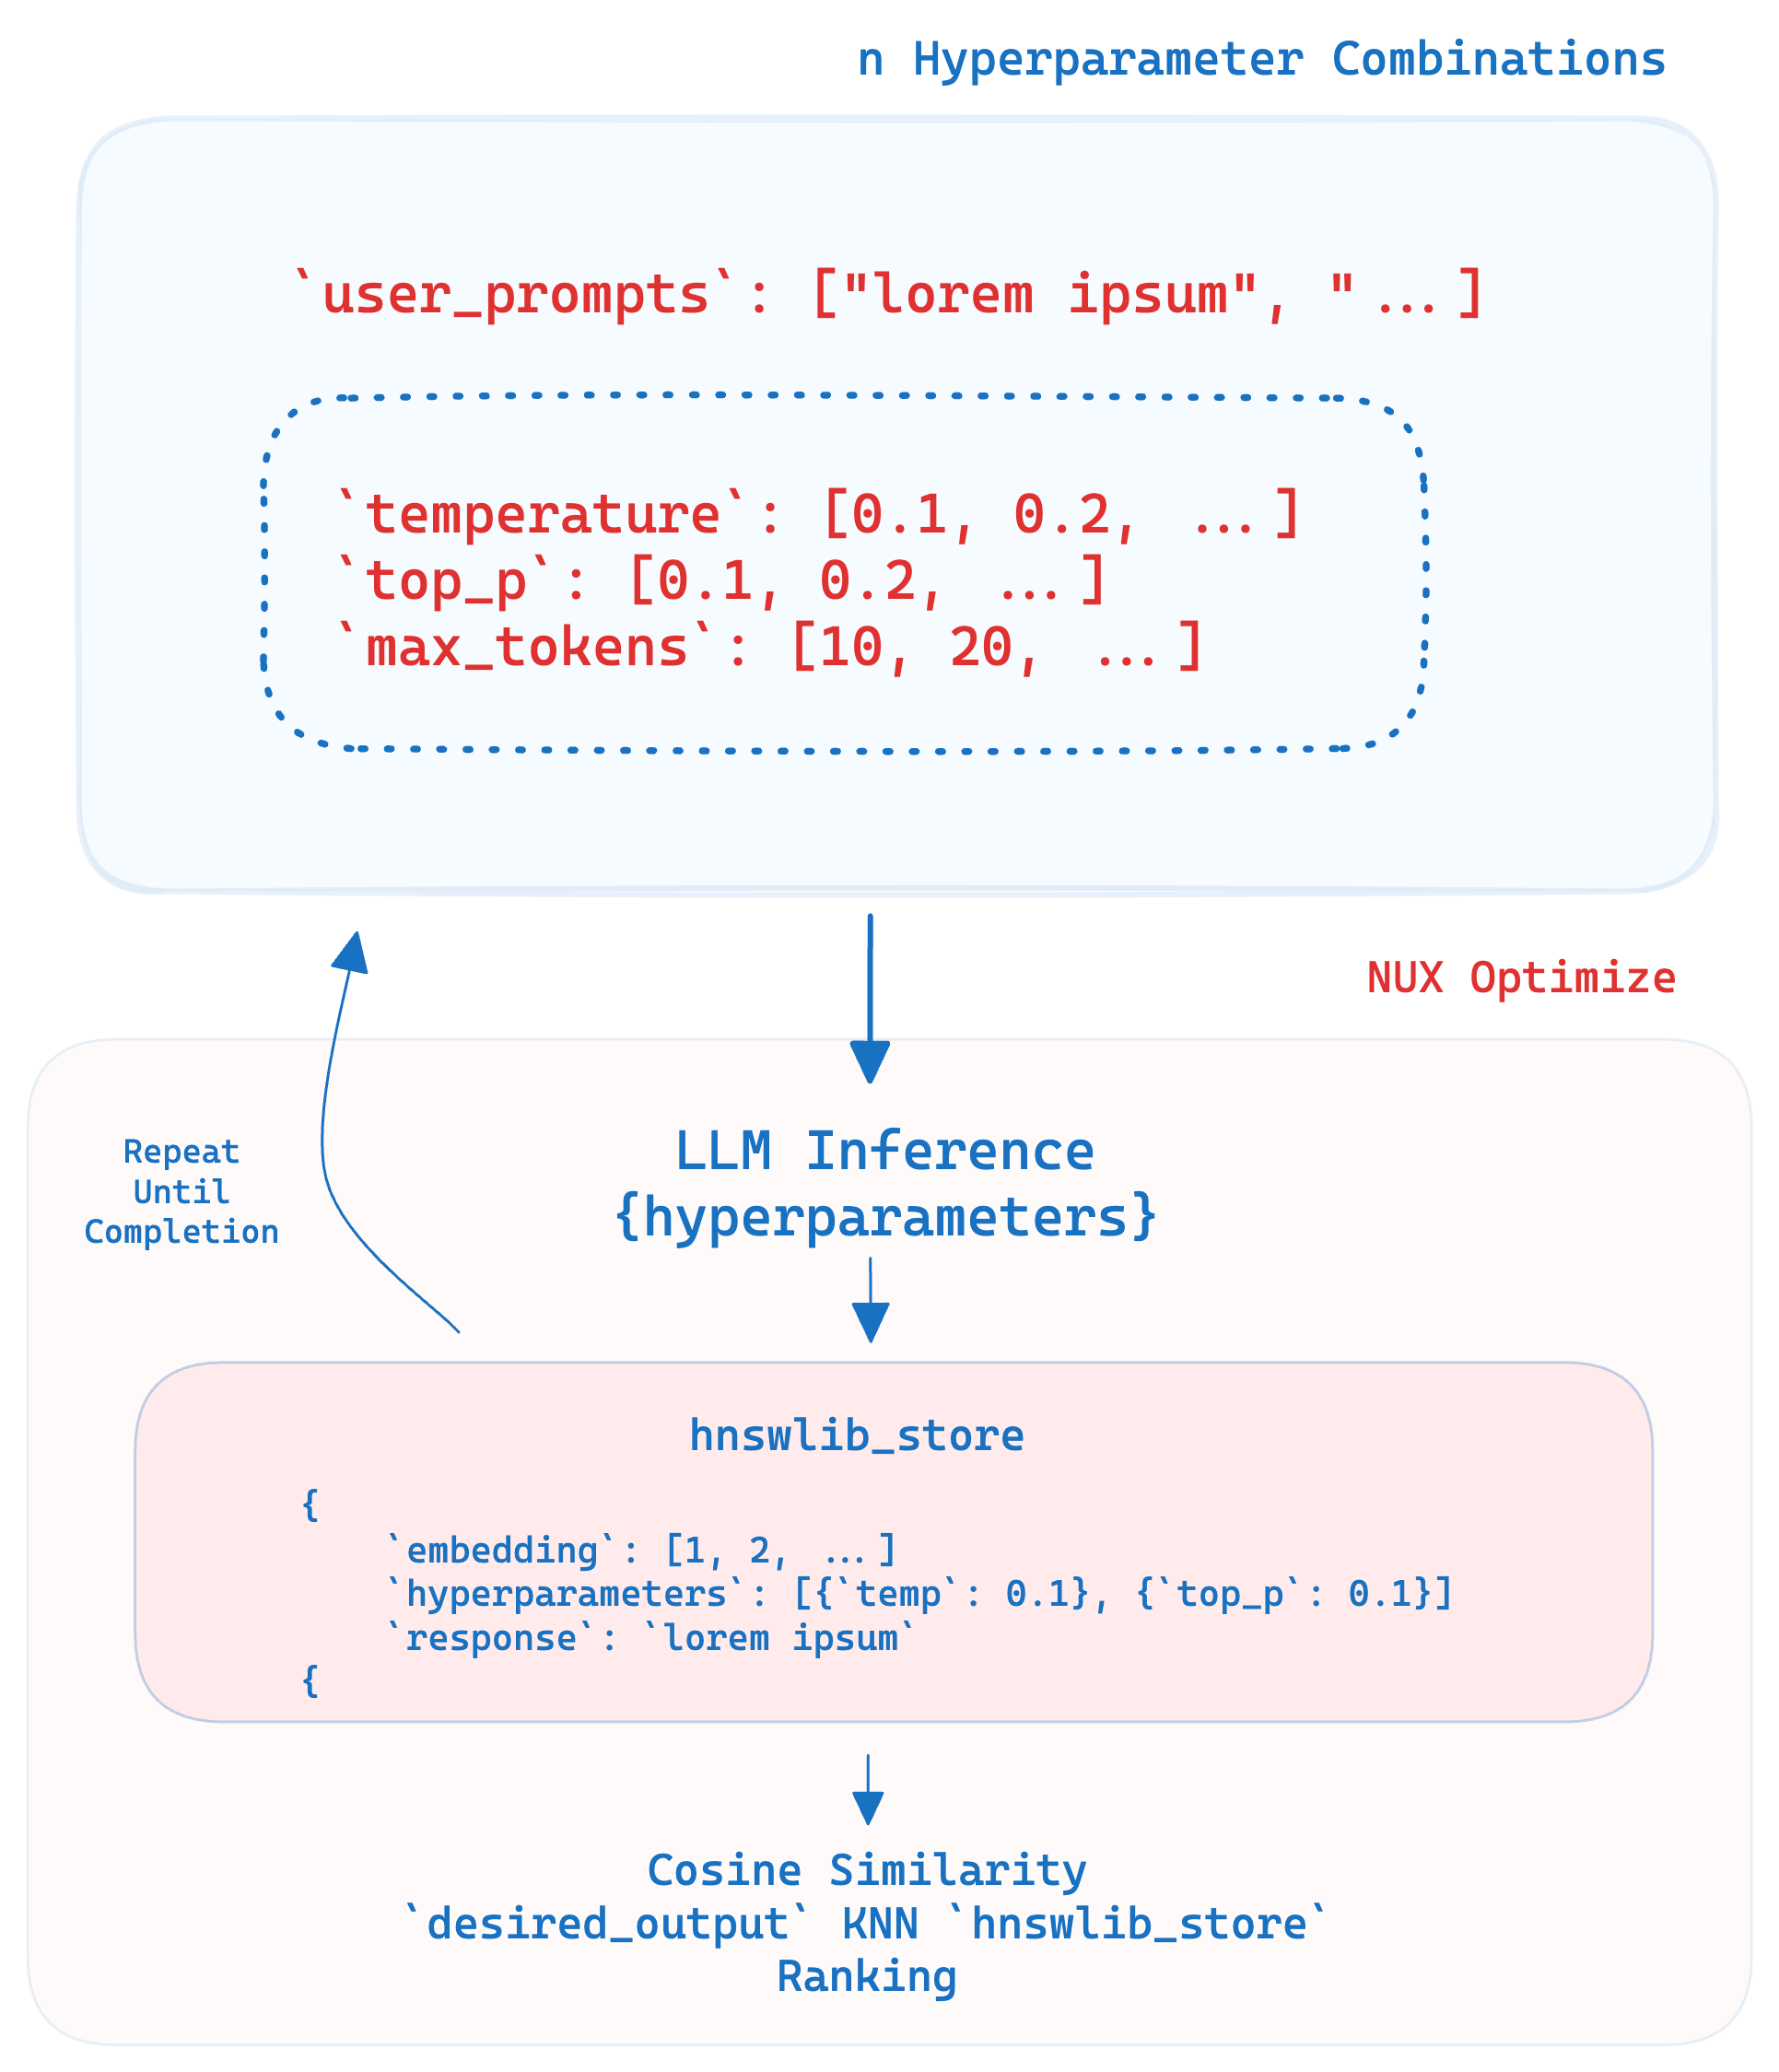 n Hyperparameter Combinations
`user_prompts`: ["lorem ipsum", "...]
`temperature`: [0.1, 0.2, ...]
`top_p`: [0.1, 0.2, ...]
`max_tokens`: [10, 20, ...]
NUX Optimize
Repeat
Until
Completion
LLM Inference
{hyperparameters}
hnswlib_store
{
`embedding`: [1, 2, ...]
`hyperparameters`: [{`temp`: 0.1}, {`top_p`: 0.1}]
`response`: `lorem ipsum`
{
Cosine Similarity
`desired_output` KNN `hnswlib_store`
Ranking